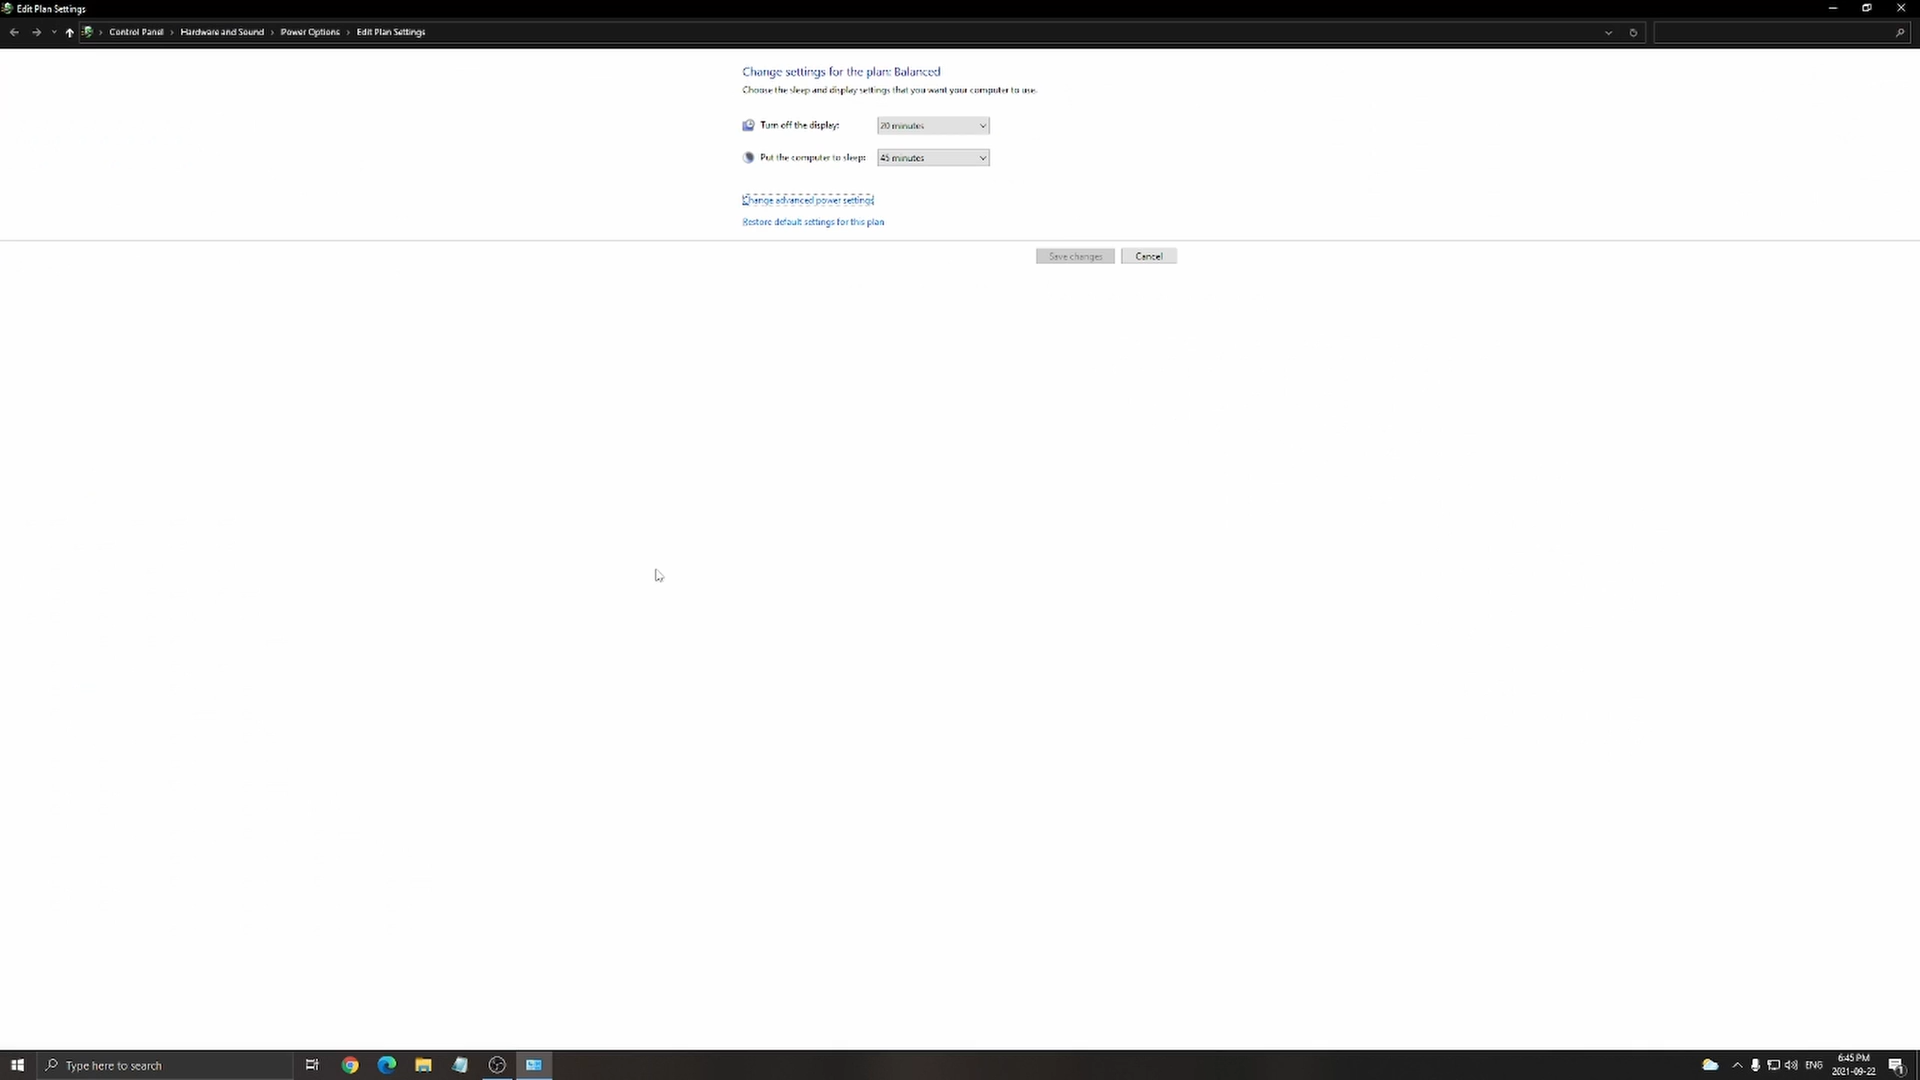 Edit Plan Settings
Control Panel › Hardware and Sound › Power Options › Edit Plan Settings
Change settings for the plan: Balanced
Choose the sleep and display settings that you want your computer to use.
Turn off the display: 20 minutes
Put the computer to sleep: 45 minutes
Change advanced power settings
Restore default settings for this plan
Save changes Cancel
Type here to search
ENG
6:45 PM
2021-09-22
1